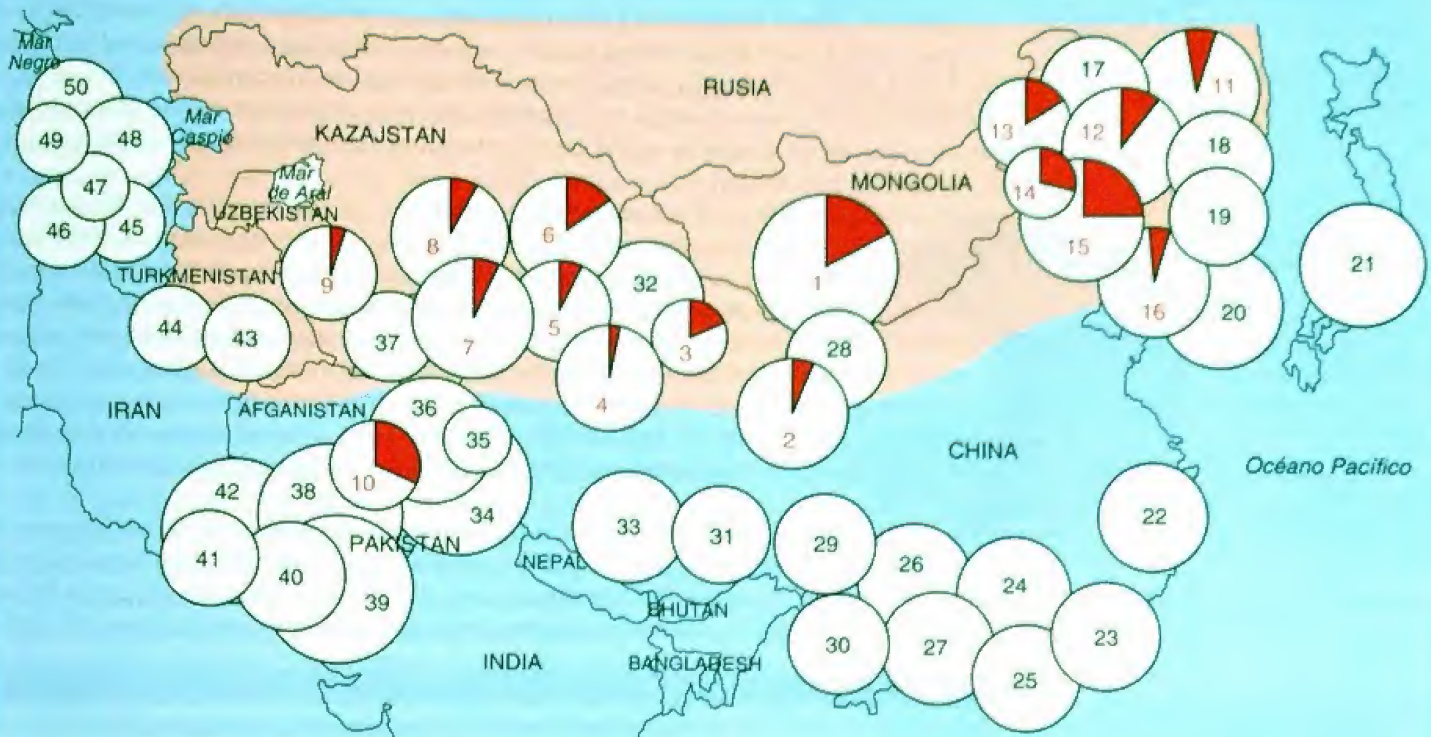 Mar
Negro
50
49
48
47
46
45
Mar
Caspio
KAZAJSTAN
RUSIA
Mar
de Aral
UZBEKISTAN
TURKMENISTAN
44
43
9
8
6
37
7
5
32
4
3
MONGOLIA
1
28
2
17
11
13
12
18
14
15
19
16
20
21
IRAN
AFGANISTAN
36
35
10
42
38
34
41
40
PAKISTAN
39
CHINA
Océano Pacífico
33
31
29
NEPAL
BHUTAN
INDIA
BANGLADESH
26
24
22
30
27
25
23